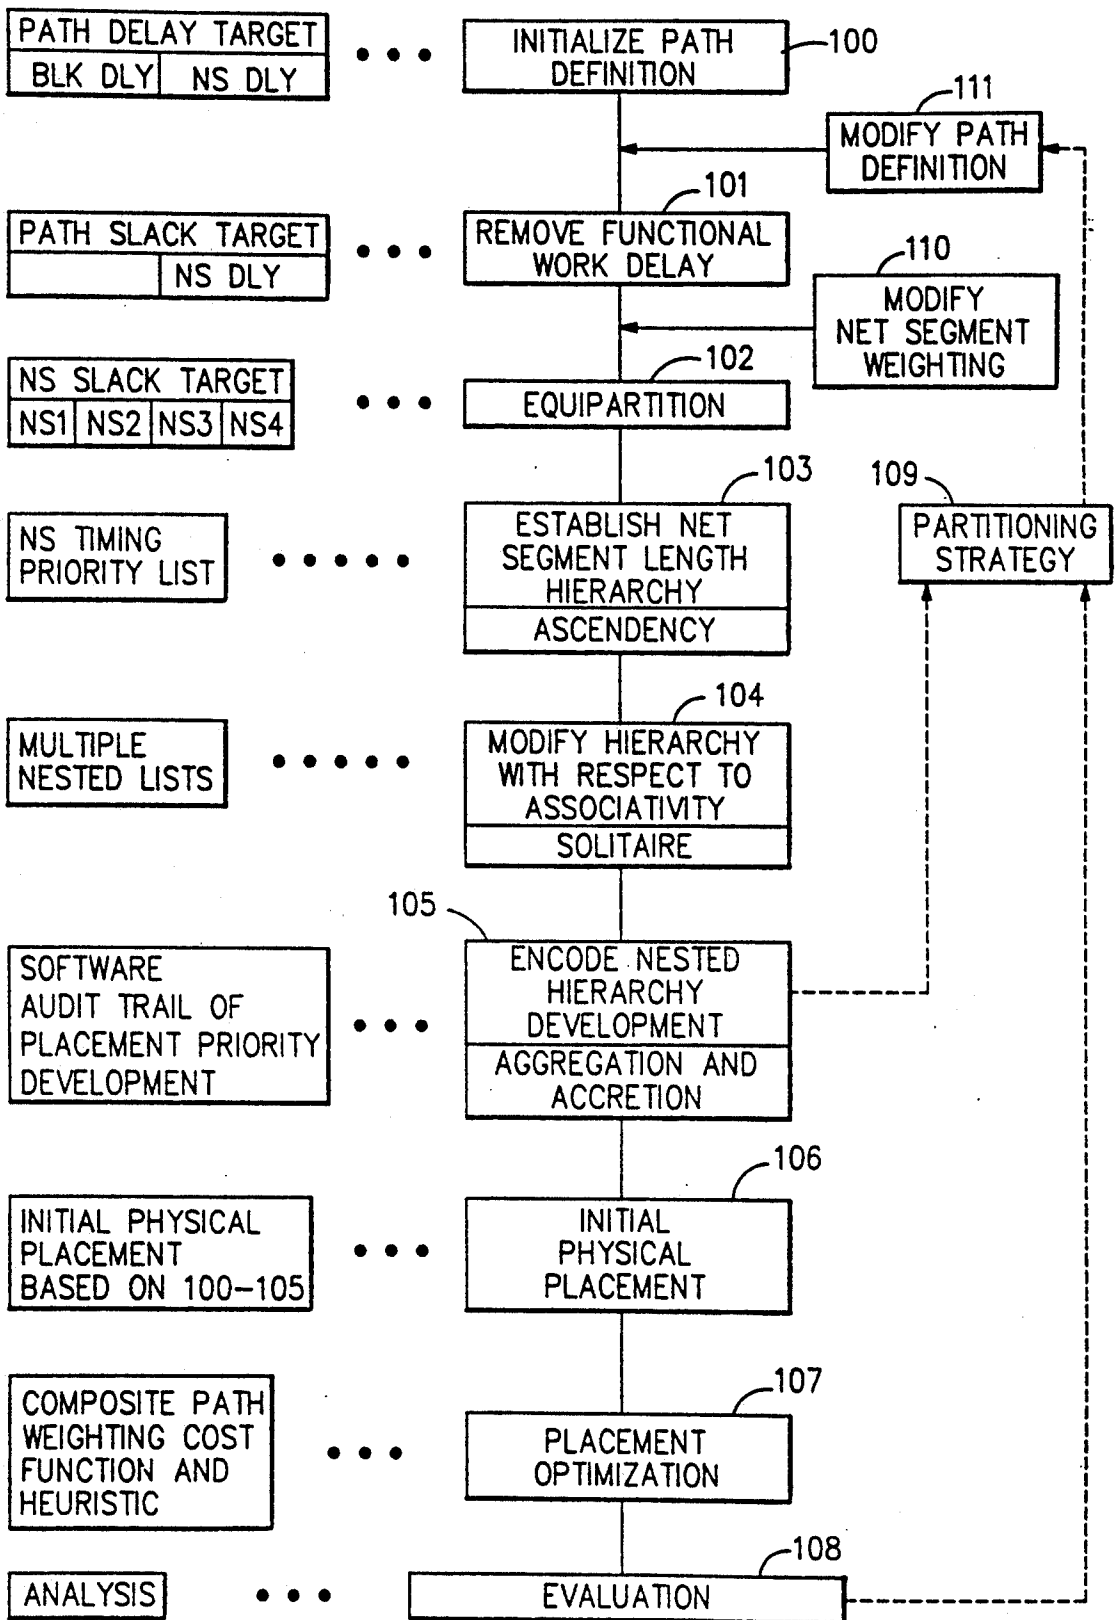 PATH DELAY TARGET
BLK DLY
NS DLY
INITIALIZE PATH
DEFINITION
100
111
MODIFY PATH
DEFINITION
101
PATH SLACK TARGET
NS DLY
REMOVE FUNCTIONAL
WORK DELAY
110
MODIFY
NET SEGMENT
WEIGHTING
102
NS SLACK TARGET
NS1
NS2
NS3
NS4
EQUIPARTITION
103
109
NS TIMING
PRIORITY LIST
ESTABLISH NET
SEGMENT LENGTH
HIERARCHY
ASCENDENCY
PARTITIONING
STRATEGY
104
MULTIPLE
NESTED LISTS
MODIFY HIERARCHY
WITH RESPECT TO
ASSOCIATIVITY
SOLITAIRE
105
SOFTWARE
AUDIT TRAIL OF
PLACEMENT PRIORITY
DEVELOPMENT
ENCODE NESTED
HIERARCHY
DEVELOPMENT
AGGREGATION AND
ACCRETION
106
INITIAL PHYSICAL
PLACEMENT
BASED ON 100-105
INITIAL
PHYSICAL
PLACEMENT
107
COMPOSITE PATH
WEIGHTING COST
FUNCTION AND
HEURISTIC
PLACEMENT
OPTIMIZATION
108
ANALYSIS
EVALUATION